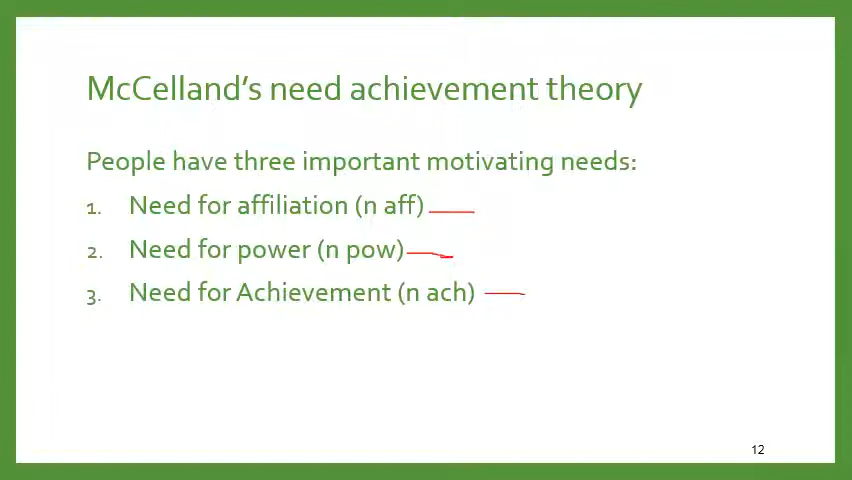 McCelland’s need achievement theory
People have three important motivating needs:
1. Need for affiliation (n aff)
2. Need for power (n pow)
3. Need for Achievement (n ach)
12